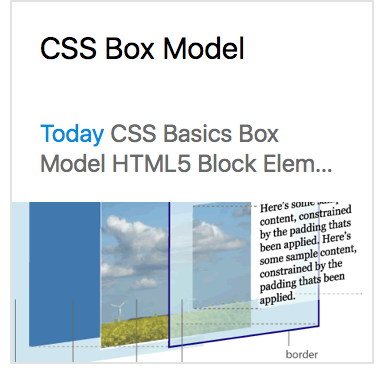 CSS Box Model
Today CSS Basics Box
Model HTML5 Block Elem...
Here's some sample
content, constrained
by the padding thats
been applied. Here's
some sample content,
constrained by the
padding thats been
applied.
border